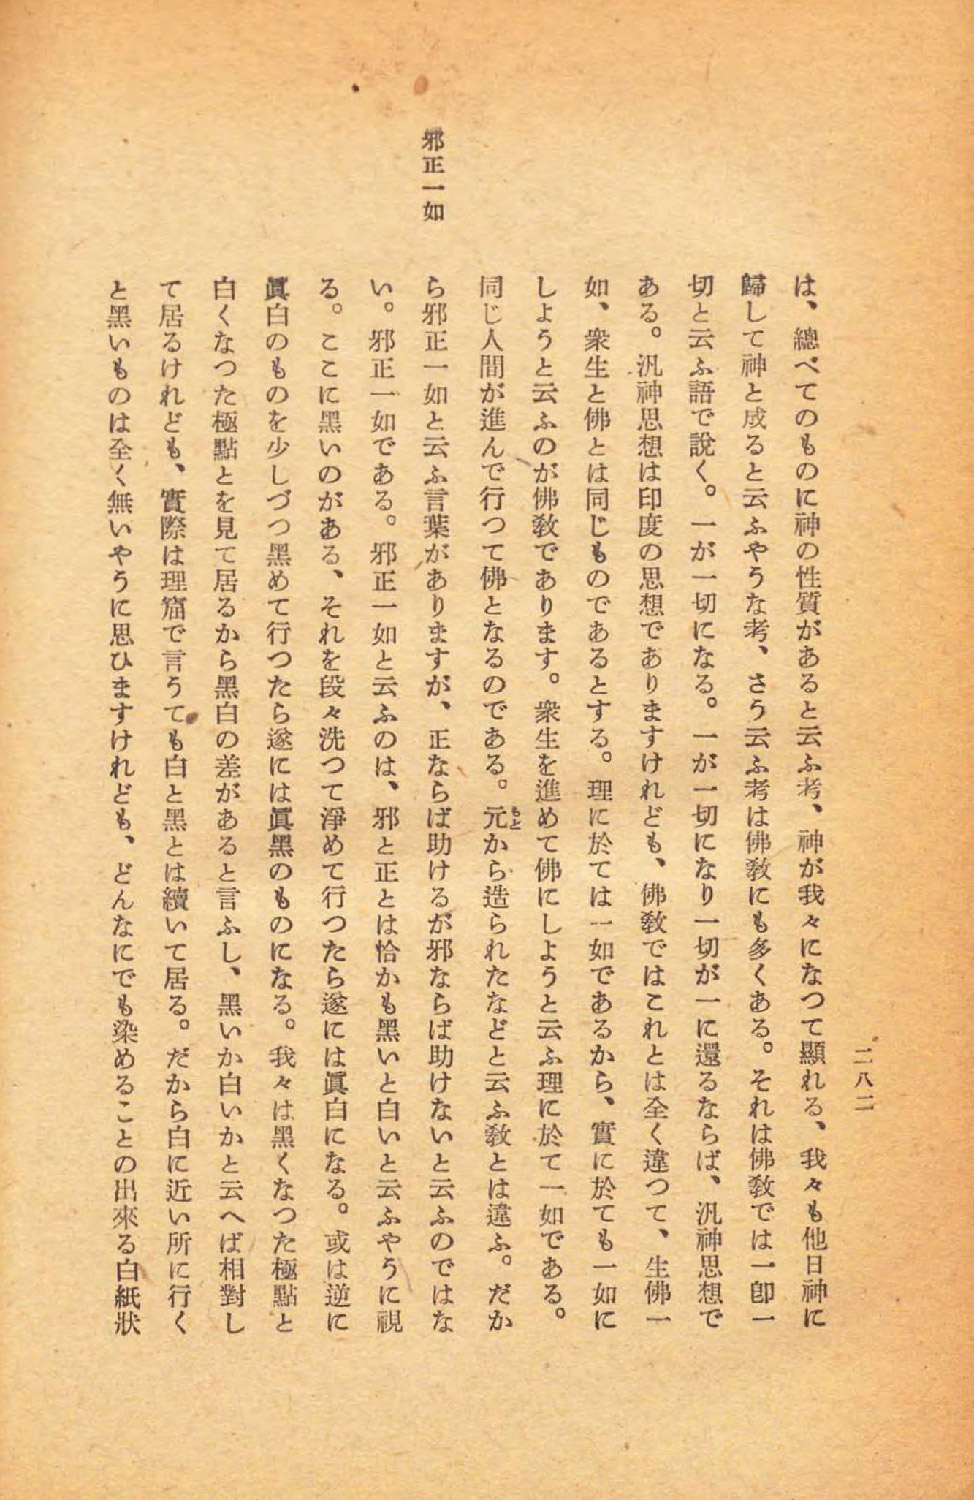 二八二
は、總べてのものに神の性質があると云ふ考、神が我々になつて顯れる、我々も他日神に
歸して神と成ると云ふやうな考、さう云ふ考は佛敎にも多くある。それは佛敎では一卽一
切と云ふ語で說く。一が一切になる。一が一切になり一切が一に還るならば、汎神思想で
ある。汎神思想は印度の思想でありますけれども、佛敎ではこれとは全く違つて、生佛一
如、衆生と佛とは同じものであるとする。理に於ては一如であるから、實に於ても一如に
しようと云ふのが佛敎であります。衆生を進めて佛にしようと云ふ理に於て一如である。
同じ人間が進んで行つて佛となるのである。元から造られたなどと云ふ敎とは違ふ。だか
もと
邪正一如
ら邪正一如と云ふ言葉がありますが、正ならば助けるが邪ならば助けないと云ふのではな
い。邪正一如である。邪正一如と云ふのは、邪と正とは恰かも黑いと白いと云ふやうに視
る。ここに黑いのがある、それを段々洗つて淨めて行つたら遂には眞白になる。或は逆に
眞白のものを少しづつ黑めて行つたら遂には眞黑のものになる。我々は黑くなつた極點と
白くなつた極點とを見て居るから黑白の差があると言ふし、黑いか白いかと云へば相對し
て居るけれども、實際は理窟で言うても白と黑とは續いて居る。だから白に近い所に行く
と黑いものは全く無いやうに思ひますけれども、どんなにでも染めることの出來る白紙狀